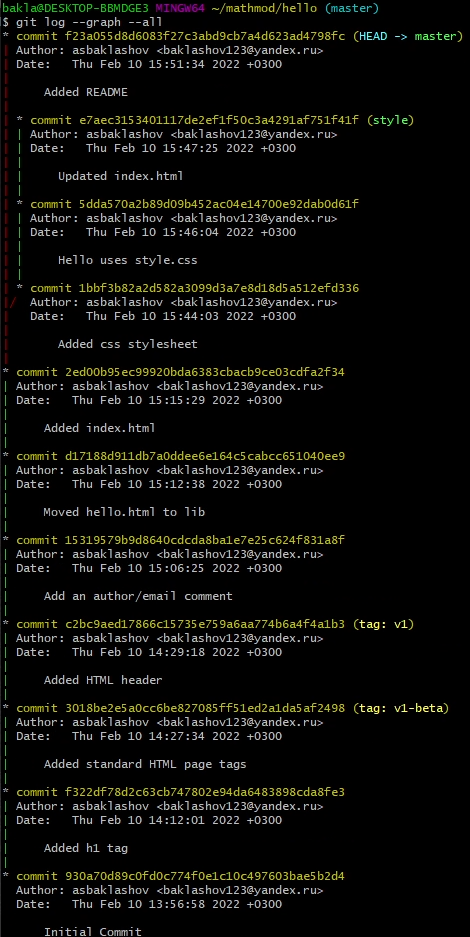 bakla@DESKTOP-BBMDGE3 MINGW64 ~/mathmod/hello (master)
$ git log --graph --all
* commit f23a055d8d6083f27c3abd9cb7a4d623ad4798fc (HEAD -> master)
| Author: asbaklashov <baklashov123@yandex.ru>
| Date:   Thu Feb 10 15:51:34 2022 +0300
|
|     Added README
|
| * commit e7aec3153401117de2ef1f50c3a4291af751f41f (style)
| | Author: asbaklashov <baklashov123@yandex.ru>
| | Date:   Thu Feb 10 15:47:25 2022 +0300
| |
| |     Updated index.html
| |
| * commit 5dda570a2b89d09b452ac04e14700e92dab0d61f
| | Author: asbaklashov <baklashov123@yandex.ru>
| | Date:   Thu Feb 10 15:46:04 2022 +0300
| |
| |     Hello uses style.css
| |
| * commit 1bbf3b82a2d582a3099d3a7e8d18d5a512efd336
|/  Author: asbaklashov <baklashov123@yandex.ru>
|   Date:   Thu Feb 10 15:44:03 2022 +0300
|
|       Added css stylesheet
|
* commit 2ed00b95ec99920bda6383cbacb9ce03cdfa2f34
| Author: asbaklashov <baklashov123@yandex.ru>
| Date:   Thu Feb 10 15:15:29 2022 +0300
|
|     Added index.html
|
* commit d17188d911db7a0ddee6e164c5cabcc651040ee9
| Author: asbaklashov <baklashov123@yandex.ru>
| Date:   Thu Feb 10 15:12:38 2022 +0300
|
|     Moved hello.html to lib
|
* commit 15319579b9d8640cdcda8ba1e7e25c624f831a8f
| Author: asbaklashov <baklashov123@yandex.ru>
| Date:   Thu Feb 10 15:06:25 2022 +0300
|
|     Add an author/email comment
|
* commit c2bc9aed17866c15735e759a6aa774b6a4f4a1b3 (tag: v1)
| Author: asbaklashov <baklashov123@yandex.ru>
| Date:   Thu Feb 10 14:29:18 2022 +0300
|
|     Added HTML header
|
* commit 3018be2e5a0cc6be827085ff51ed2a1da5af2498 (tag: v1-beta)
| Author: asbaklashov <baklashov123@yandex.ru>
| Date:   Thu Feb 10 14:27:34 2022 +0300
|
|     Added standard HTML page tags
|
* commit f322df78d2c63cb747802e94da6483898cda8fe3
| Author: asbaklashov <baklashov123@yandex.ru>
| Date:   Thu Feb 10 14:12:01 2022 +0300
|
|     Added h1 tag
|
* commit 930a70d89c0fd0c774f0e1c10c497603bae5b2d4
  Author: asbaklashov <baklashov123@yandex.ru>
  Date:   Thu Feb 10 13:56:58 2022 +0300

      Initial Commit